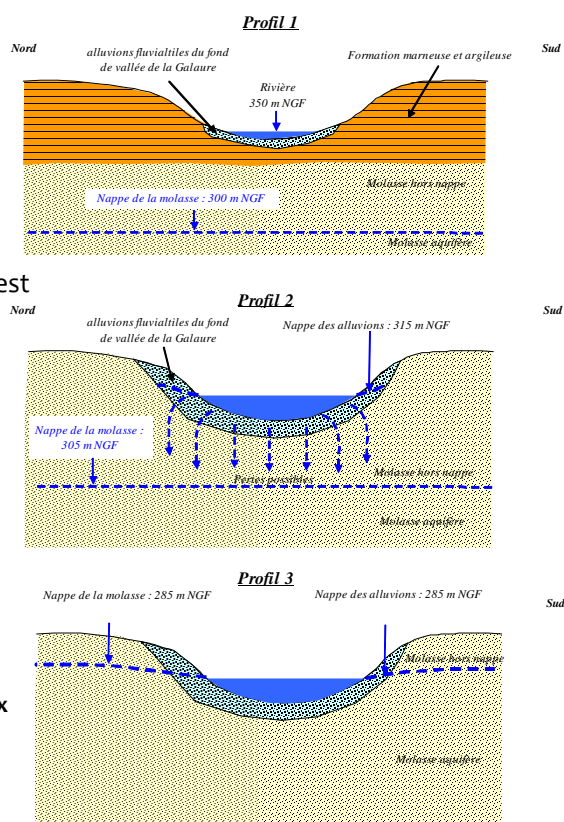 Profil 1
Nord
alluvions fluvialtiles du fond
de vallée de la Galaure
Formation marneuse et argileuse
Sud
Rivière
350 m NGF
Molasse hors nappe
Nappe de la molasse : 300 m NGF
Molasse aquifère
est
Profil 2
Nord
Sud
alluvions fluvialtiles du fond
de vallée de la Galaure
Nappe des alluvions : 315 m NGF
Nappe de la molasse :
305 m NGF
Molasse hors nappe
Pertes possibles
Molasse aquifère
Profil 3
Nappe de la molasse : 285 m NGF
Nappe des alluvions : 285 m NGF
Sud
Molasse hors nappe
x
Molasse aquifère